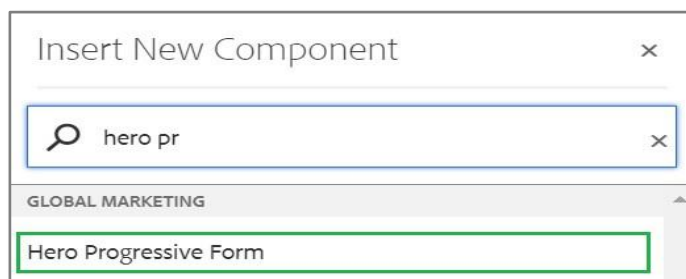 Insert New Component
hero pr
GLOBAL MARKETING
Hero Progressive Form